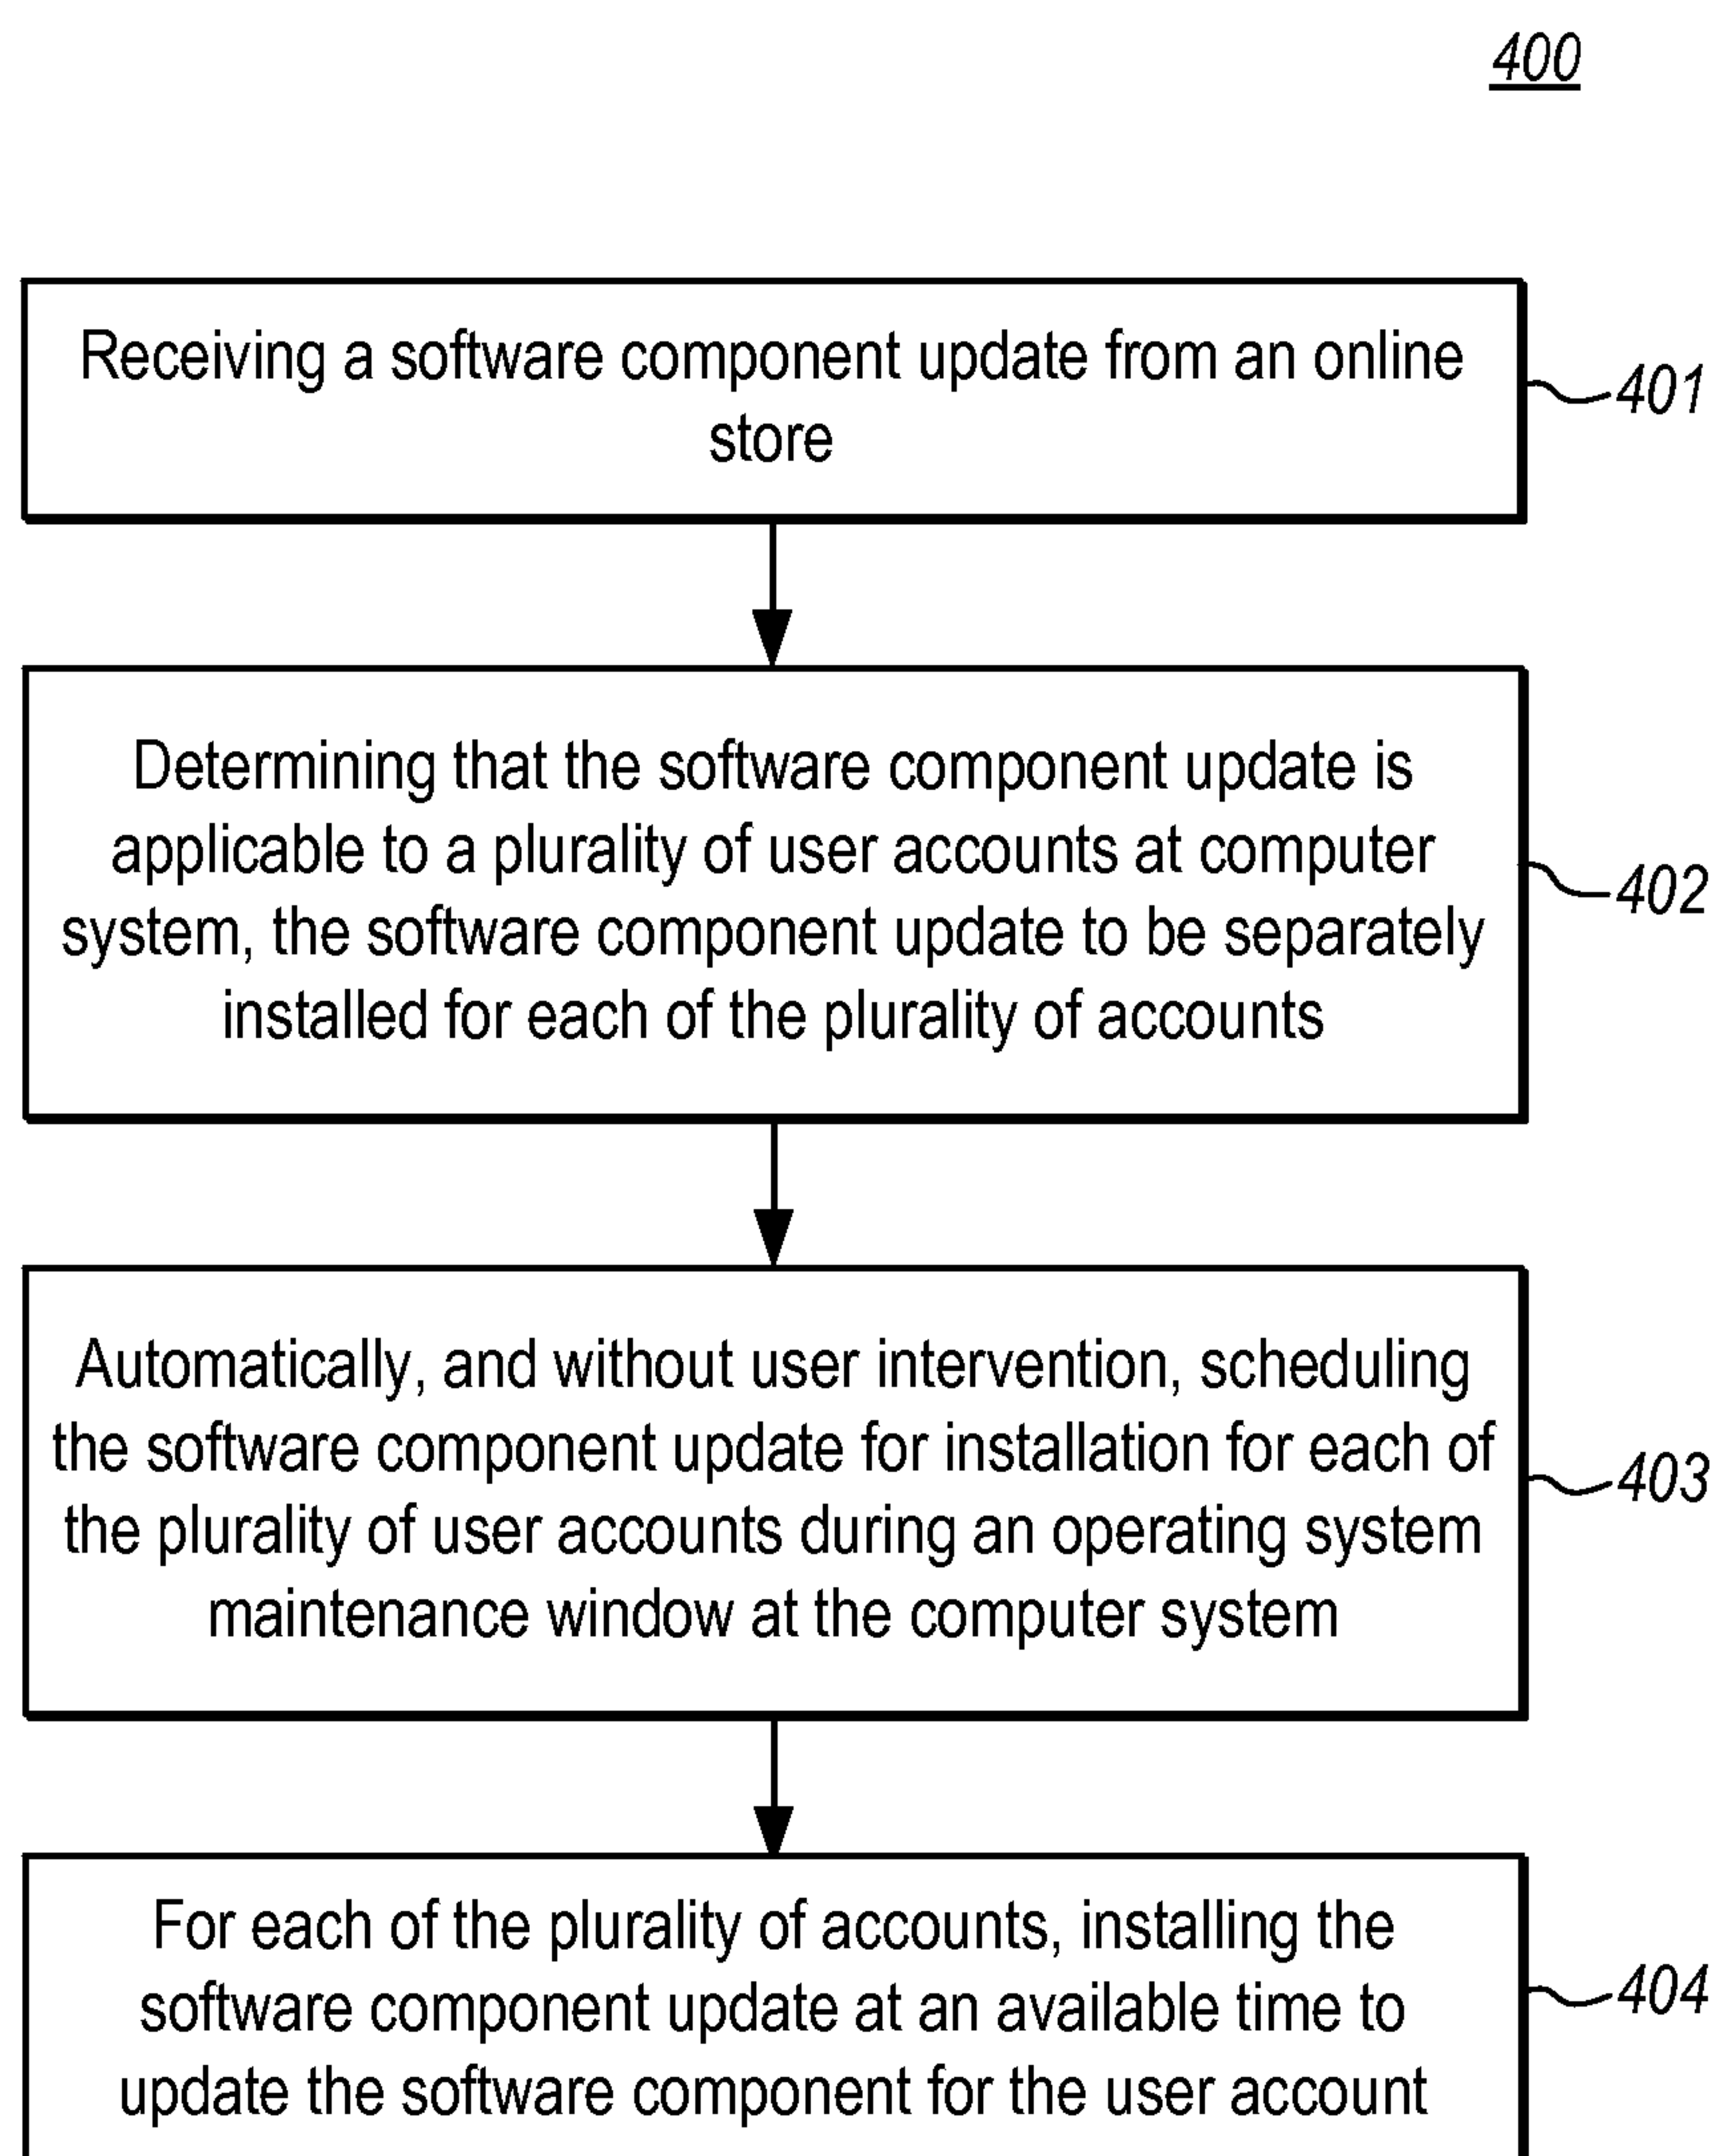 400
Receiving a software component update from an online
store
401
Determining that the software component update is
applicable to a plurality of user accounts at computer
system, the software component update to be separately
installed for each of the plurality of accounts
402
Automatically, and without user intervention, scheduling
the software component update for installation for each of
the plurality of user accounts during an operating system
maintenance window at the computer system
403
For each of the plurality of accounts, installing the
software component update at an available time to
update the software component for the user account
404